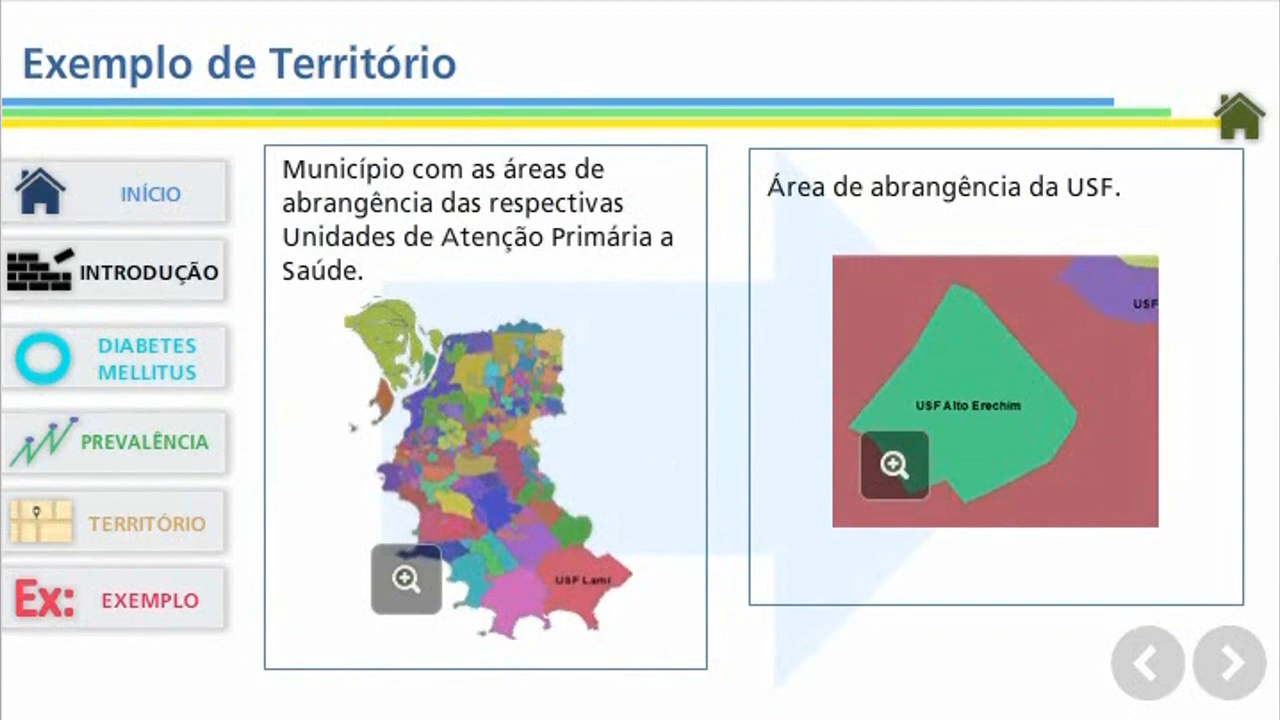 Exemplo de Território
INÍCIO
INTRODUÇÃO
DIABETES
MELLITUS
PREVALÊNCIA
TERRITÓRIO
Ex: EXEMPLO
Município com as áreas de
abrangência das respectivas
Unidades de Atenção Primária a
Saúde.
USF Lami
Área de abrangência da USF.
USF
USF Alto Erechim